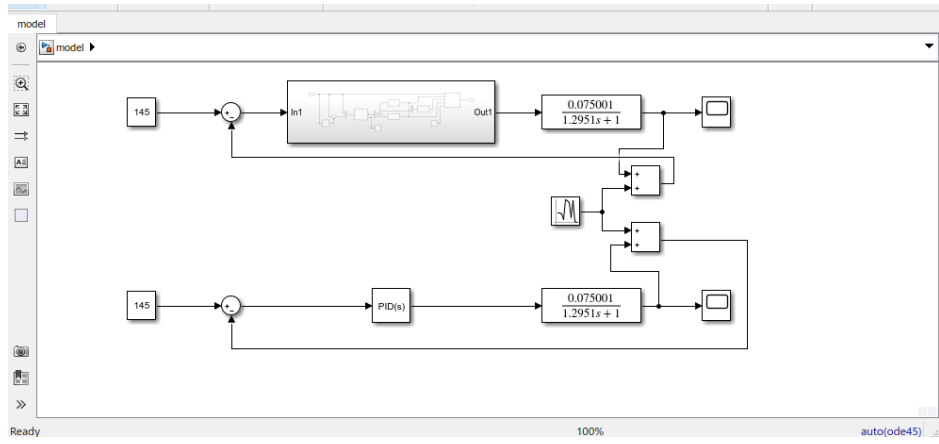 model
model
145
+
-
In1
Out1
0.075001
1.2951s + 1
+
+
+
+
145
+
-
PID(s)
0.075001
1.2951s + 1
Ready
100%
auto(ode45)